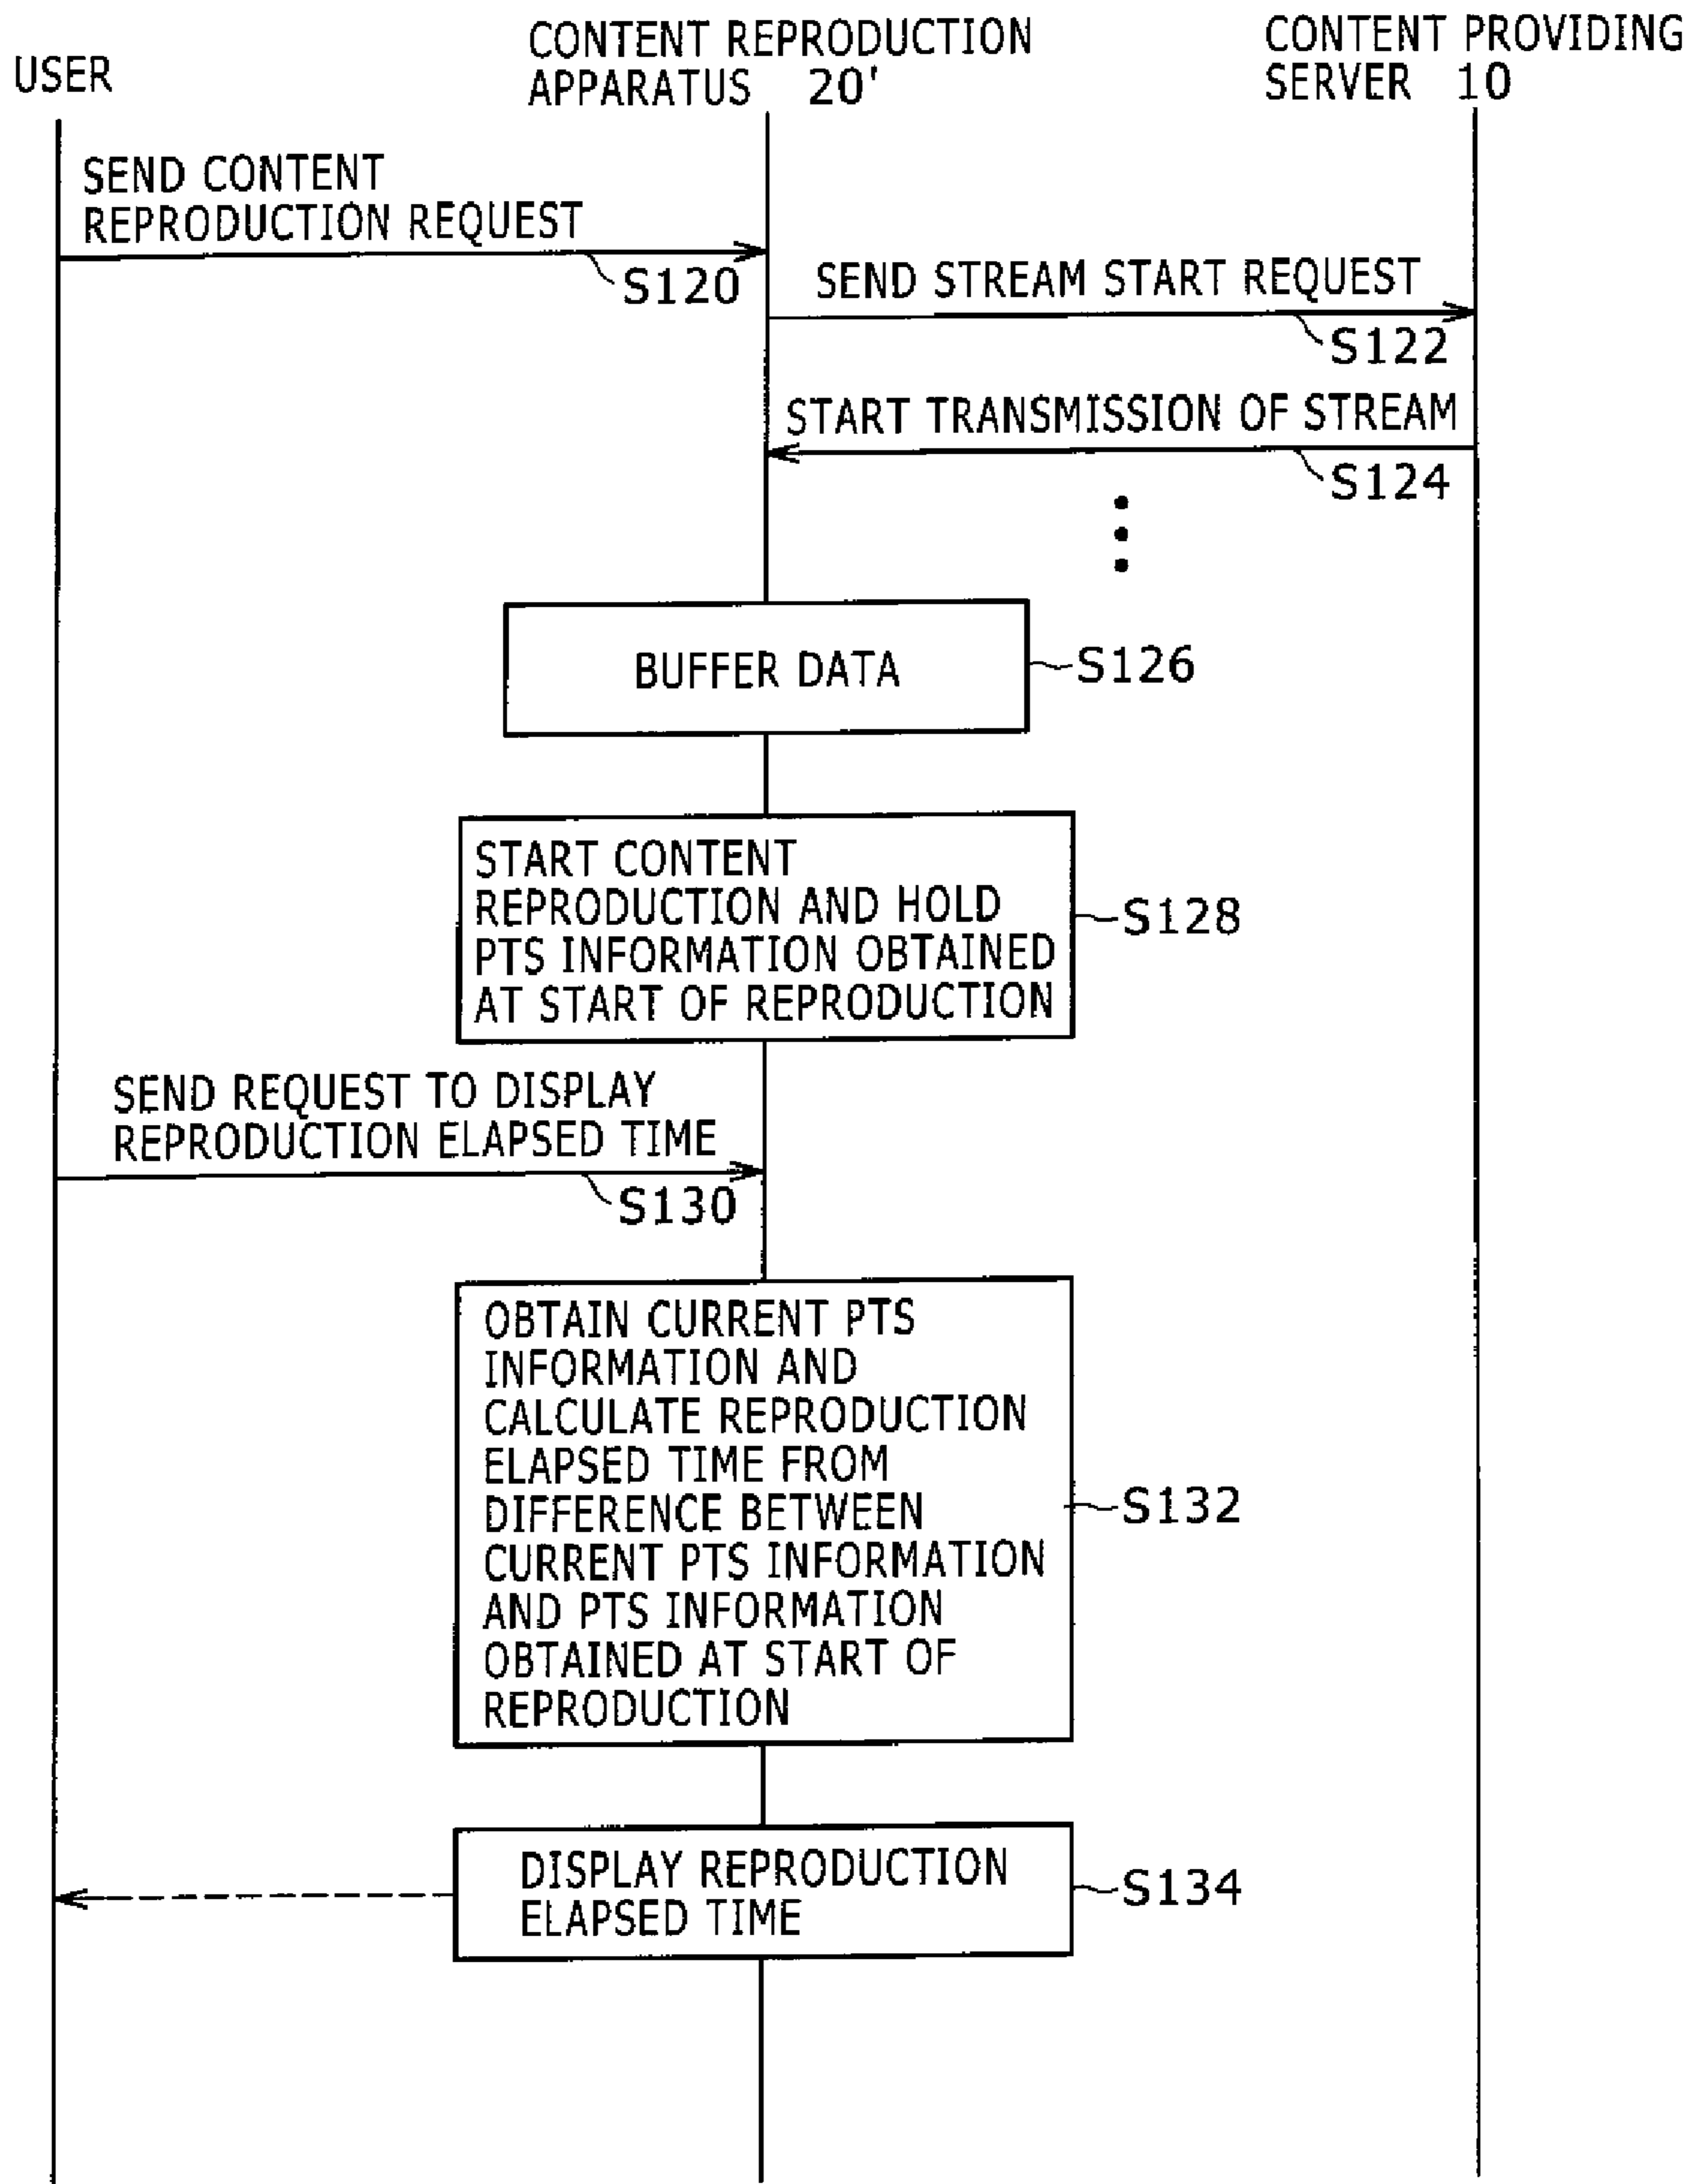 USER
CONTENT REPRODUCTION
APPARATUS 20'
CONTENT PROVIDING
SERVER 10
SEND CONTENT
REPRODUCTION REQUEST
S120
SEND STREAM START REQUEST
S122
START TRANSMISSION OF STREAM
S124
BUFFER DATA
S126
START CONTENT
REPRODUCTION AND HOLD
PTS INFORMATION OBTAINED
AT START OF REPRODUCTION
S128
SEND REQUEST TO DISPLAY
REPRODUCTION ELAPSED TIME
S130
OBTAIN CURRENT PTS
INFORMATION AND
CALCULATE REPRODUCTION
ELAPSED TIME FROM
DIFFERENCE BETWEEN
CURRENT PTS INFORMATION
AND PTS INFORMATION
OBTAINED AT START OF
REPRODUCTION
S132
DISPLAY REPRODUCTION
ELAPSED TIME
S134